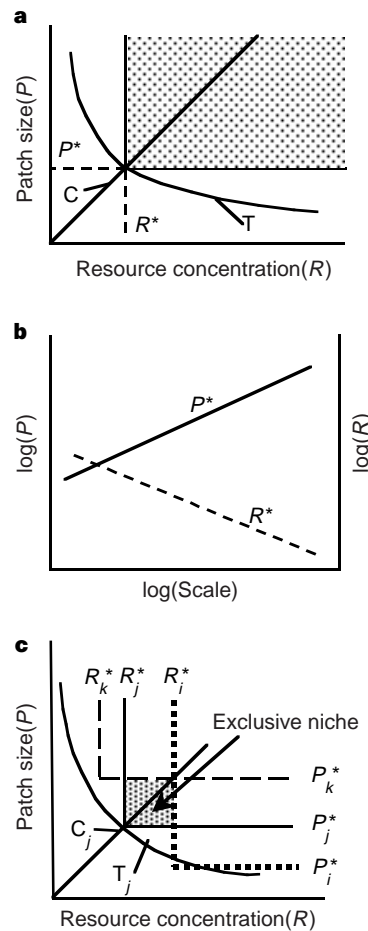 a
Patch size(P)
P*
C
R*
T
Resource concentration(R)
b
log(P)
P*
R*
log(R)
log(Scale)
c
R_k* R_j* R_i*
Exclusive niche
Patch size(P)
P_k*
C_j
P_j*
T_j
P_i*
Resource concentration(R)